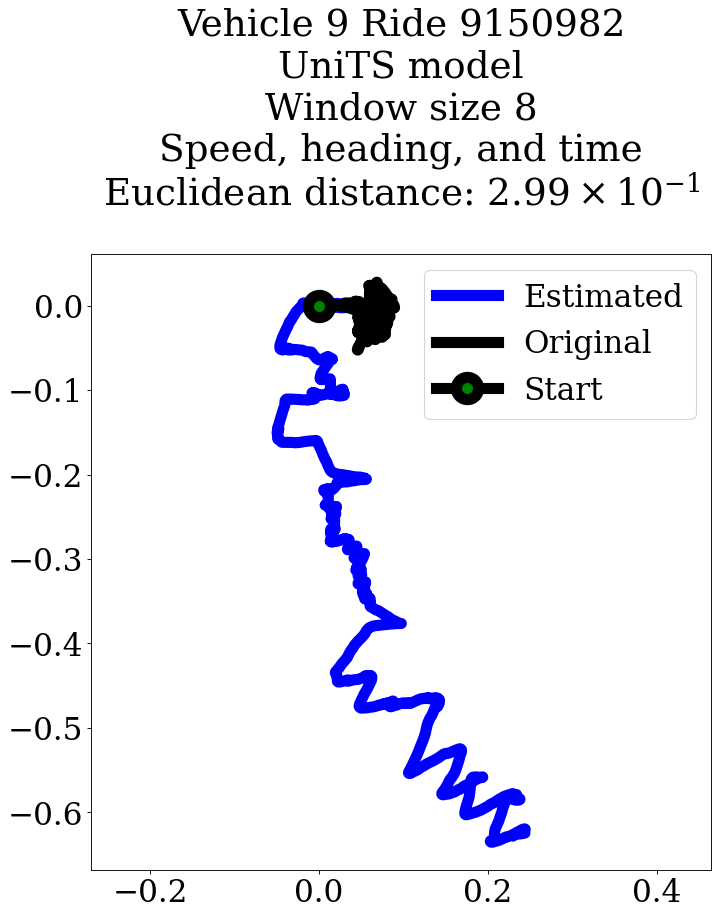 Vehicle 9 Ride 9150982
UniTS model
Window size 8
Speed, heading, and time
Euclidean distance: 2.99 × 10⁻¹
Estimated
Original
Start
0.0
−0.1
−0.2
−0.3
−0.4
−0.5
−0.6
−0.2 0.0 0.2 0.4